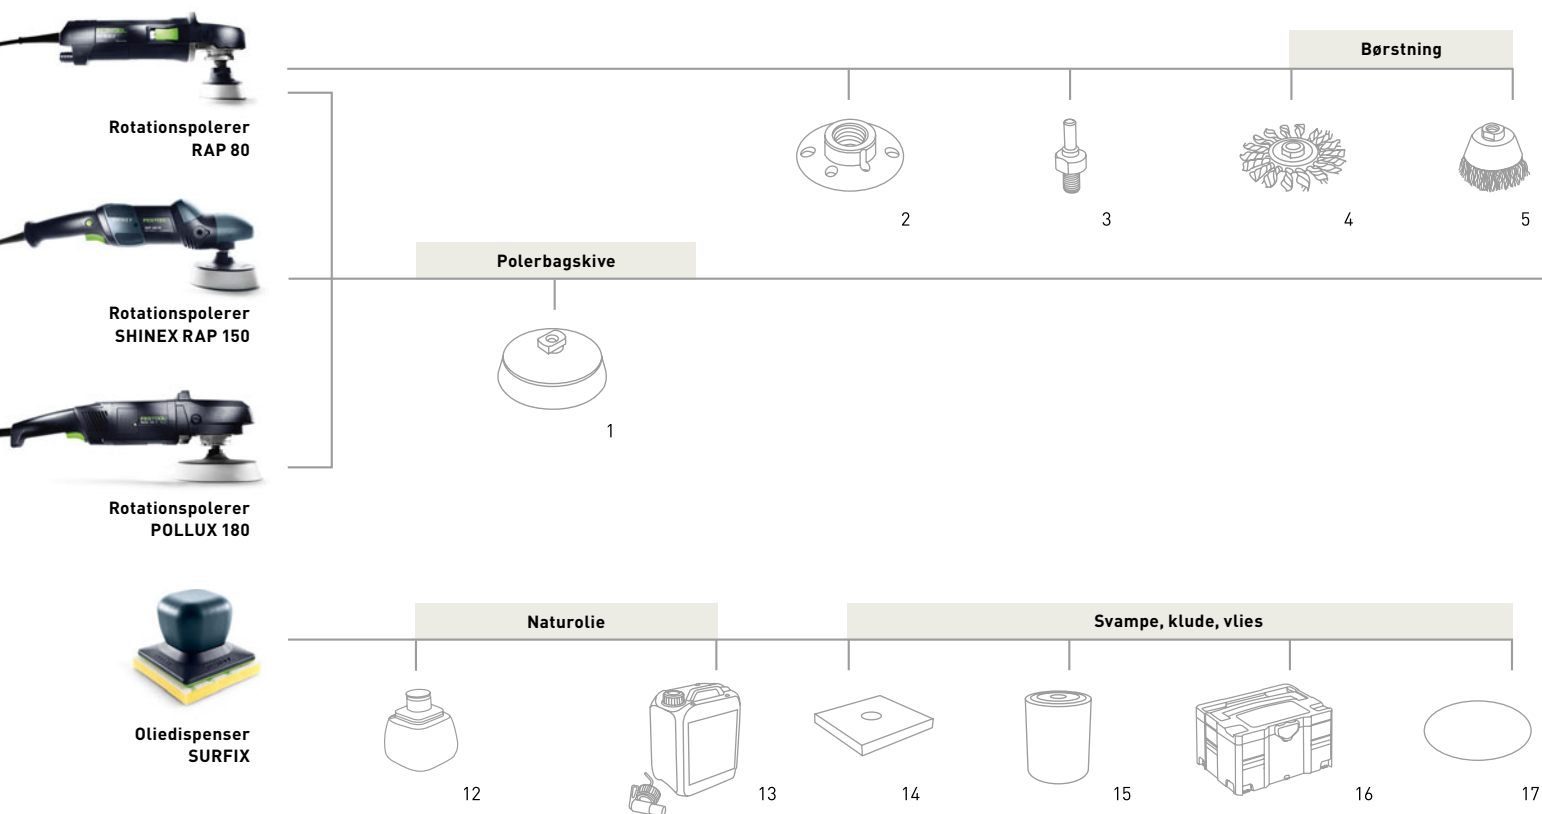 Børstning
Rotationspolerer
RAP 80
2
3
4
5
Polerbagskive
Rotationspolerer
SHINEX RAP 150
1
Rotationspolerer
POLLUX 180
Naturolie
Svampe, klude, vlies
Oliedispenser
SURFIX
12
13
14
15
16
17